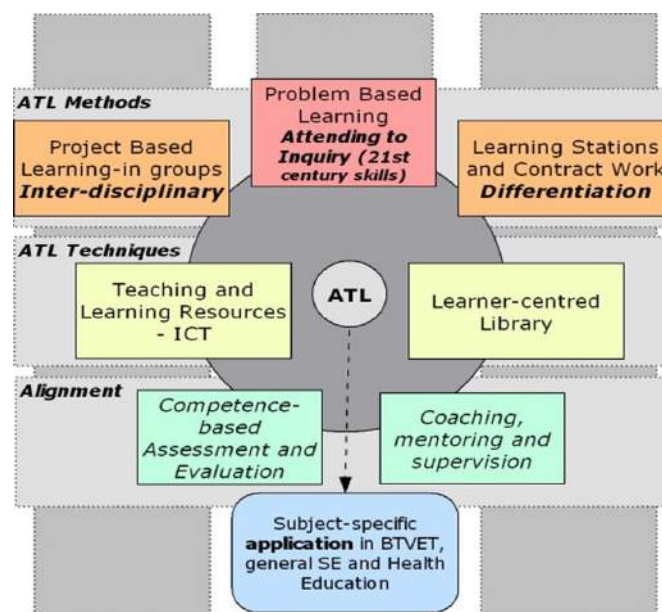 ATL Methods
Problem Based
Learning
Attending to
Inquiry (21st
century skills)
Project Based
Learning-in groups
Inter-disciplinary
Learning Stations
and Contract Work
Differentiation
ATL Techniques
Teaching and
Learning Resources
- ICT
ATL
Learner-centred
Library
Alignment
Competence-
based
Assessment and
Evaluation
Coaching,
mentoring and
supervision
Subject-specific
application in BTVET,
general SE and Health
Education